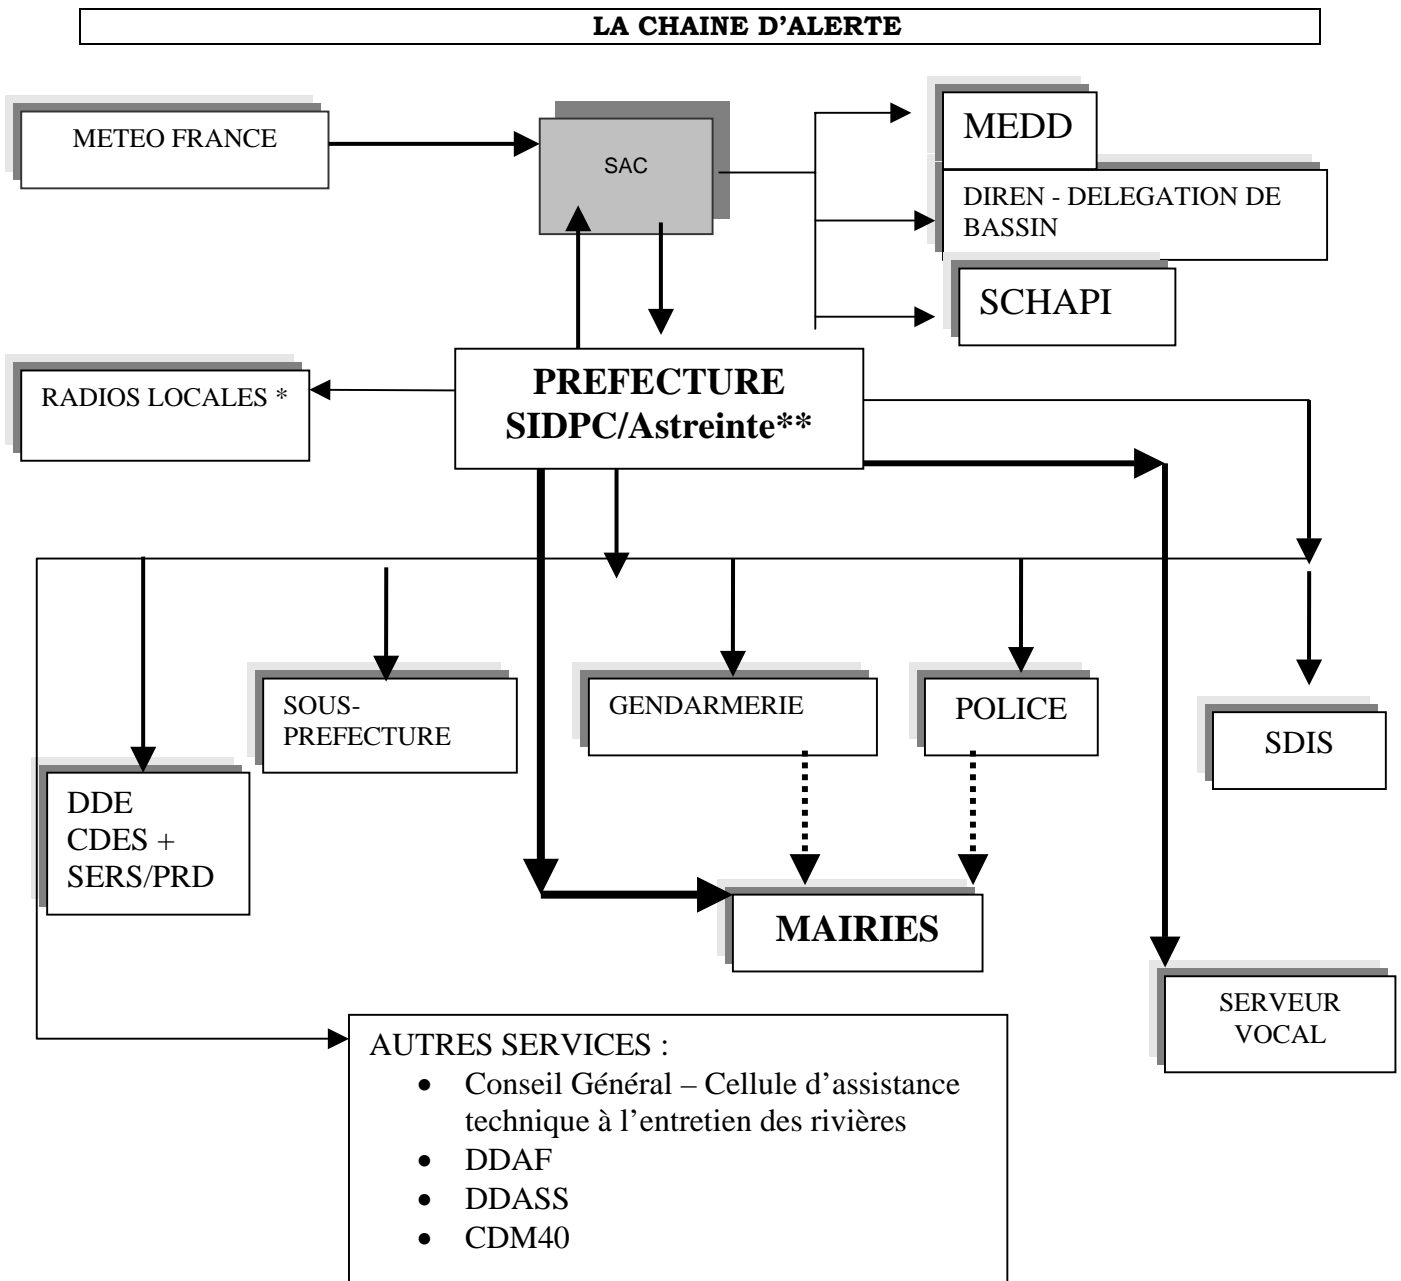 LA CHAINE D’ALERTE
METEO FRANCE
SAC
MEDD
DIREN - DELEGATION DE
BASSIN
SCHAPI
RADIOS LOCALES *
PREFECTURE
SIDPC/Astreinte**
SOUS-
PREFECTURE
GENDARMERIE
POLICE
SDIS
DDE
CDES +
SERS/PRD
MAIRIES
SERVEUR
VOCAL
AUTRES SERVICES :
• Conseil Général – Cellule d’assistance
technique à l’entretien des rivières
• DDAF
• DDASS
• CDM40